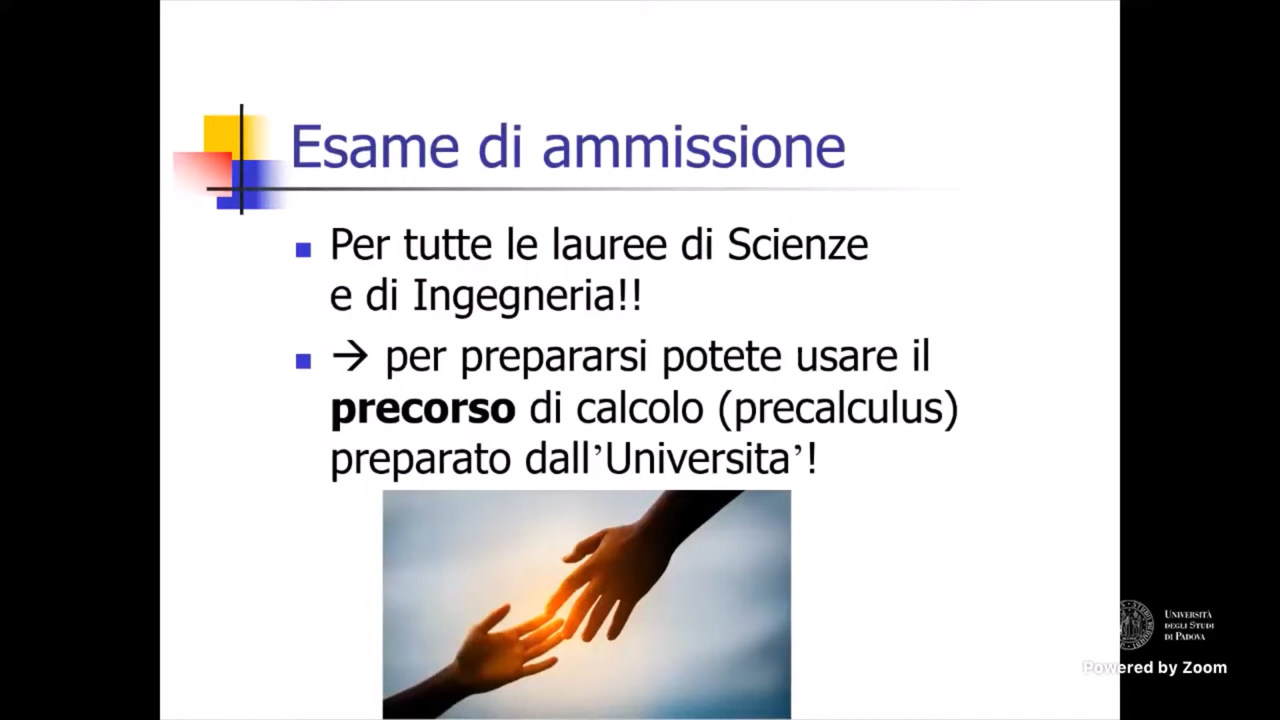 Esame di ammissione
Per tutte le lauree di Scienze
e di Ingegneria!!
→ per prepararsi potete usare il
precorso di calcolo (precalculus)
preparato dall’Universita’!
UNIVERSITÀ
DEGLI STUDI
DI PADOVA
Powered by Zoom